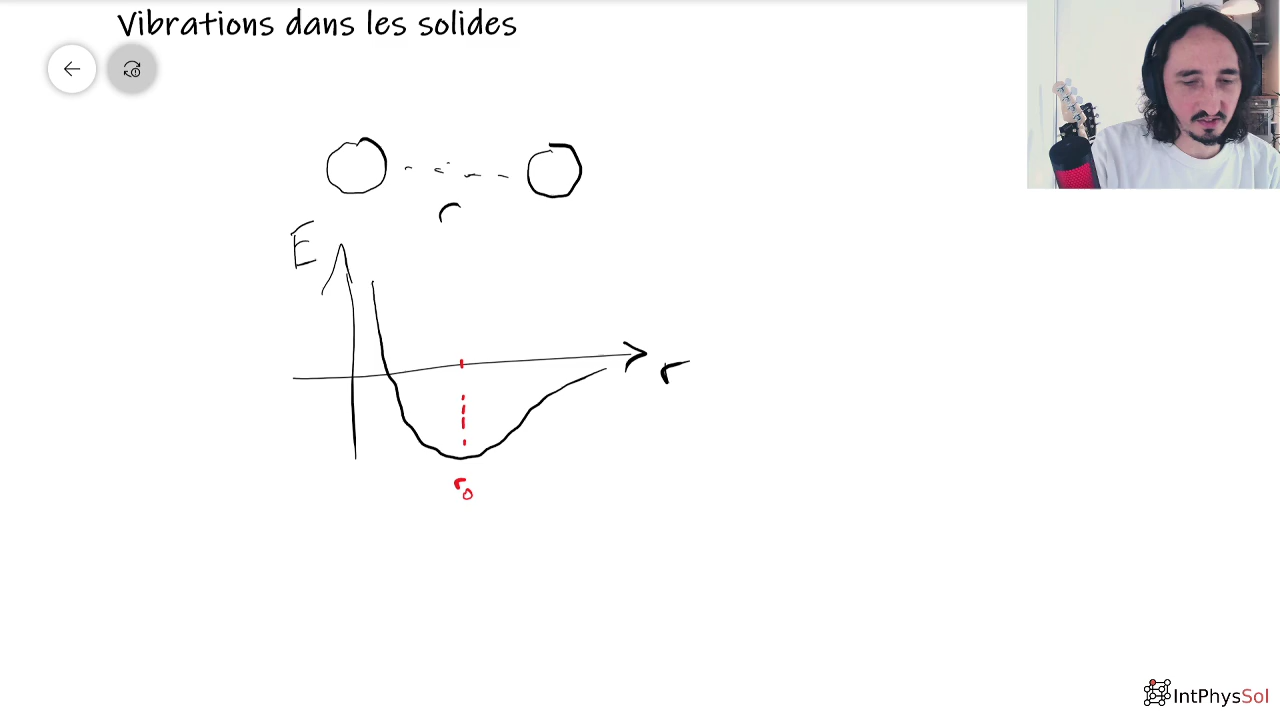 Vibrations dans les solides
r
E
r
r₀
IntPhysSol